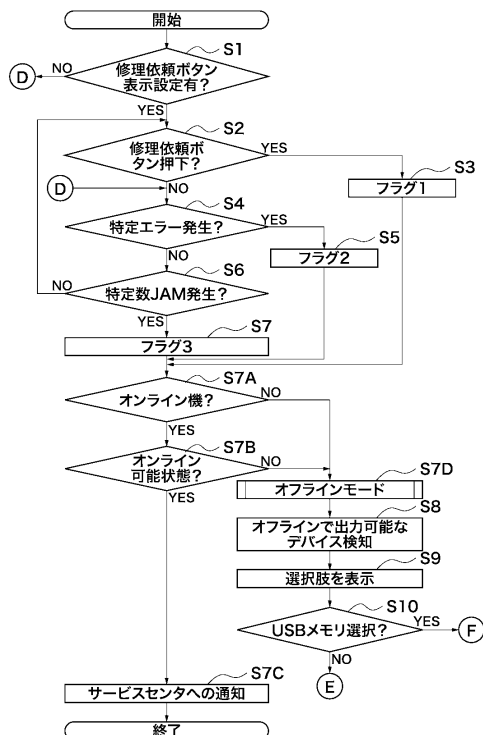 開始
S1
修理依頼ボタン
表示設定有?
NO
D
YES
S2
修理依頼ボ
タン押下?
YES
S3
フラグ1
D
NO
S4
特定エラー発生?
YES
S5
フラグ2
NO
S6
特定数JAM発生?
NO
YES
S7
フラグ3
S7A
オンライン機?
NO
YES
S7B
オンライン
可能状態?
NO
YES
S7D
オフラインモード
S8
オフラインで出力可能な
デバイス検知
S9
選択肢を表示
S10
USBメモリ選択?
YES
F
NO
E
S7C
サービスセンタへの通知
終了